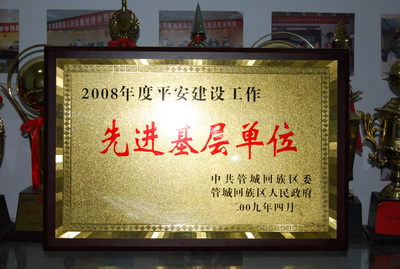 2008年度平安建设工作
先进基层单位
中共管城回族区委
管城回族区人民政府
二00九年四月